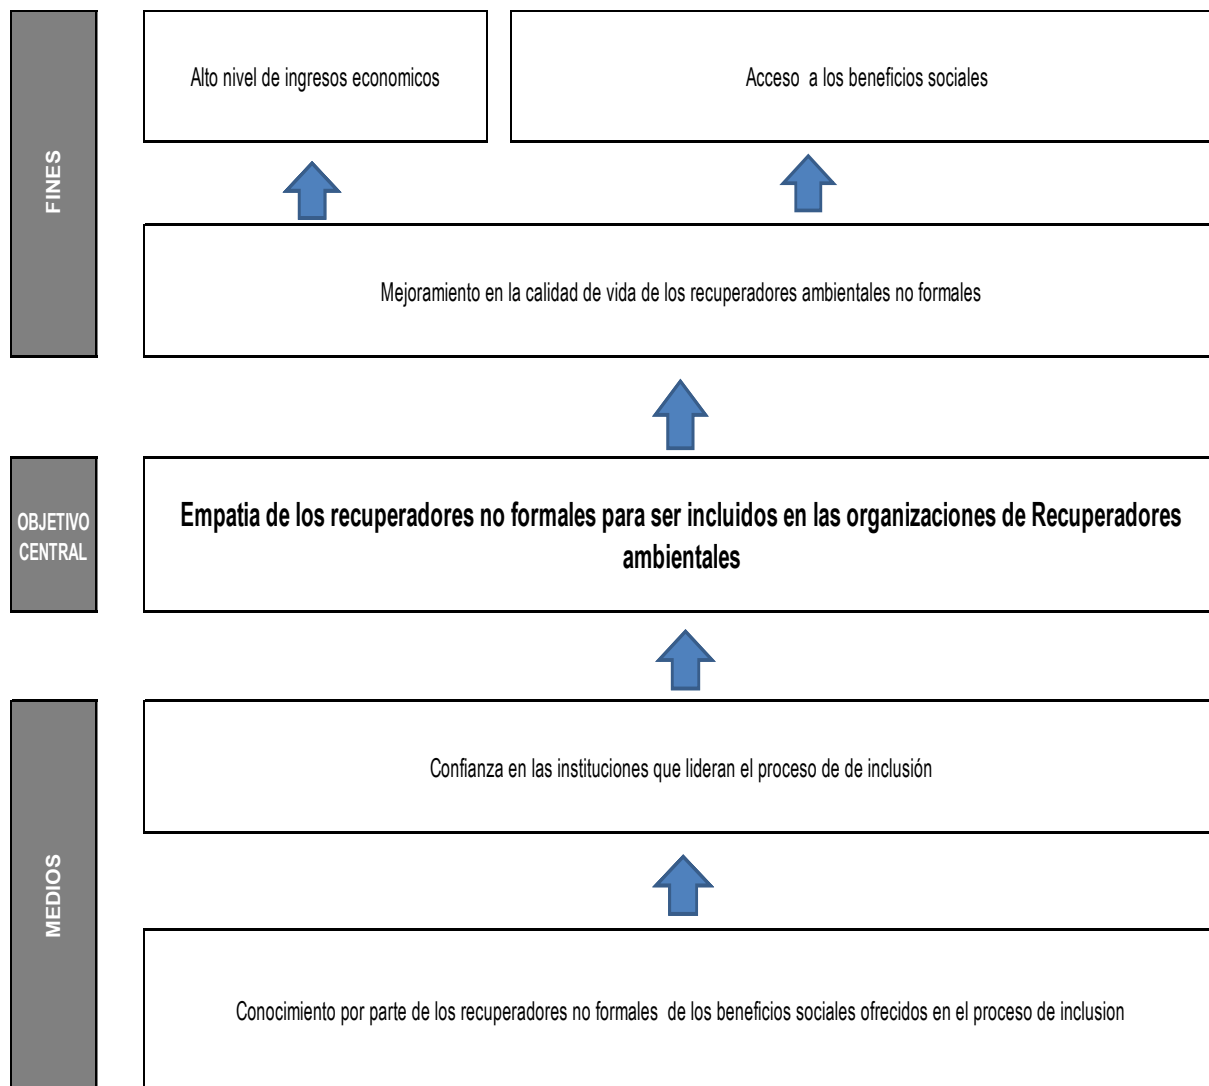 FINES
Alto nivel de ingresos economicos
Acceso a los beneficios sociales
Mejoramiento en la calidad de vida de los recuperadores ambientales no formales
OBJETIVO
CENTRAL
Empatia de los recuperadores no formales para ser incluidos en las organizaciones de Recuperadores
ambientales
MEDIOS
Confianza en las instituciones que lideran el proceso de de inclusión
Conocimiento por parte de los recuperadores no formales de los beneficios sociales ofrecidos en el proceso de inclusion